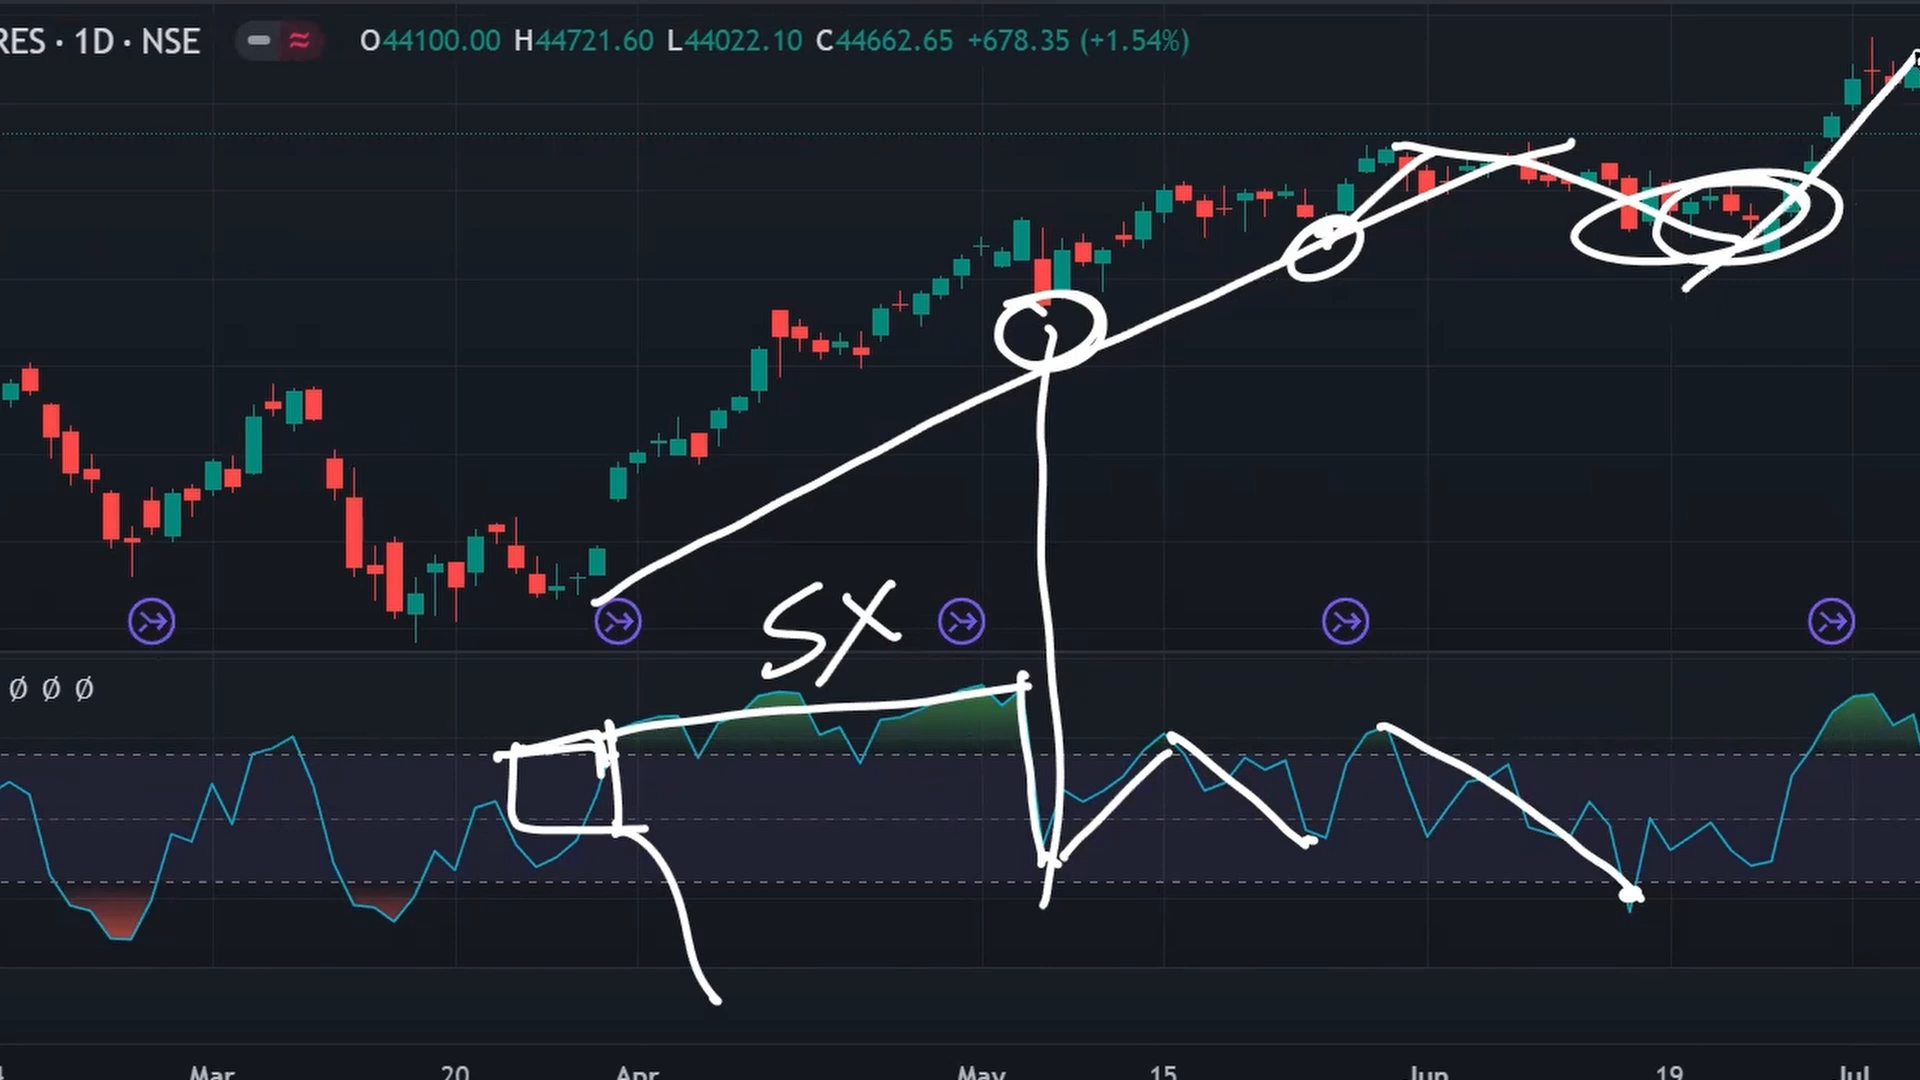 RES · 1D · NSE O44100.00 H44721.60 L44022.10 C44662.65 +678.35 (+1.54%)
SX
Ø Ø Ø
4 Mar 20 Apr May 15 Jun 19 Jul